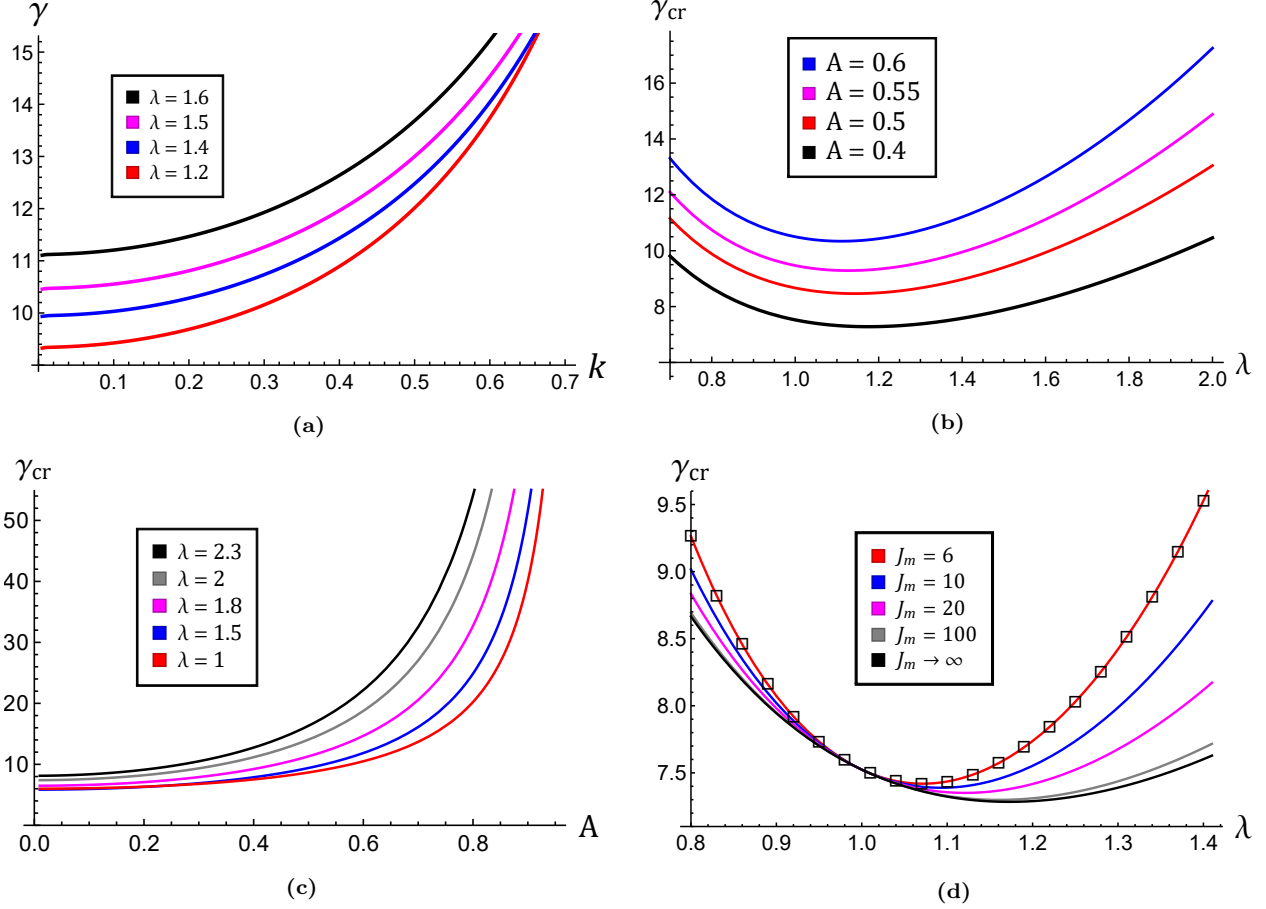 γ
15
14
13
12
11
10
λ = 1.6
λ = 1.5
λ = 1.4
λ = 1.2
0.1 0.2 0.3 0.4 0.5 0.6 0.7 k
(a)
γcr
16
14
12
10
8
A = 0.6
A = 0.55
A = 0.5
A = 0.4
0.8 1.0 1.2 1.4 1.6 1.8 2.0 λ
(b)
γcr
50
40
30
20
10
λ = 2.3
λ = 2
λ = 1.8
λ = 1.5
λ = 1
0.0 0.2 0.4 0.6 0.8 A
(c)
γcr
9.5
9.0
8.5
8.0
7.5
Jm = 6
Jm = 10
Jm = 20
Jm = 100
Jm → ∞
0.8 0.9 1.0 1.1 1.2 1.3 1.4 λ
(d)